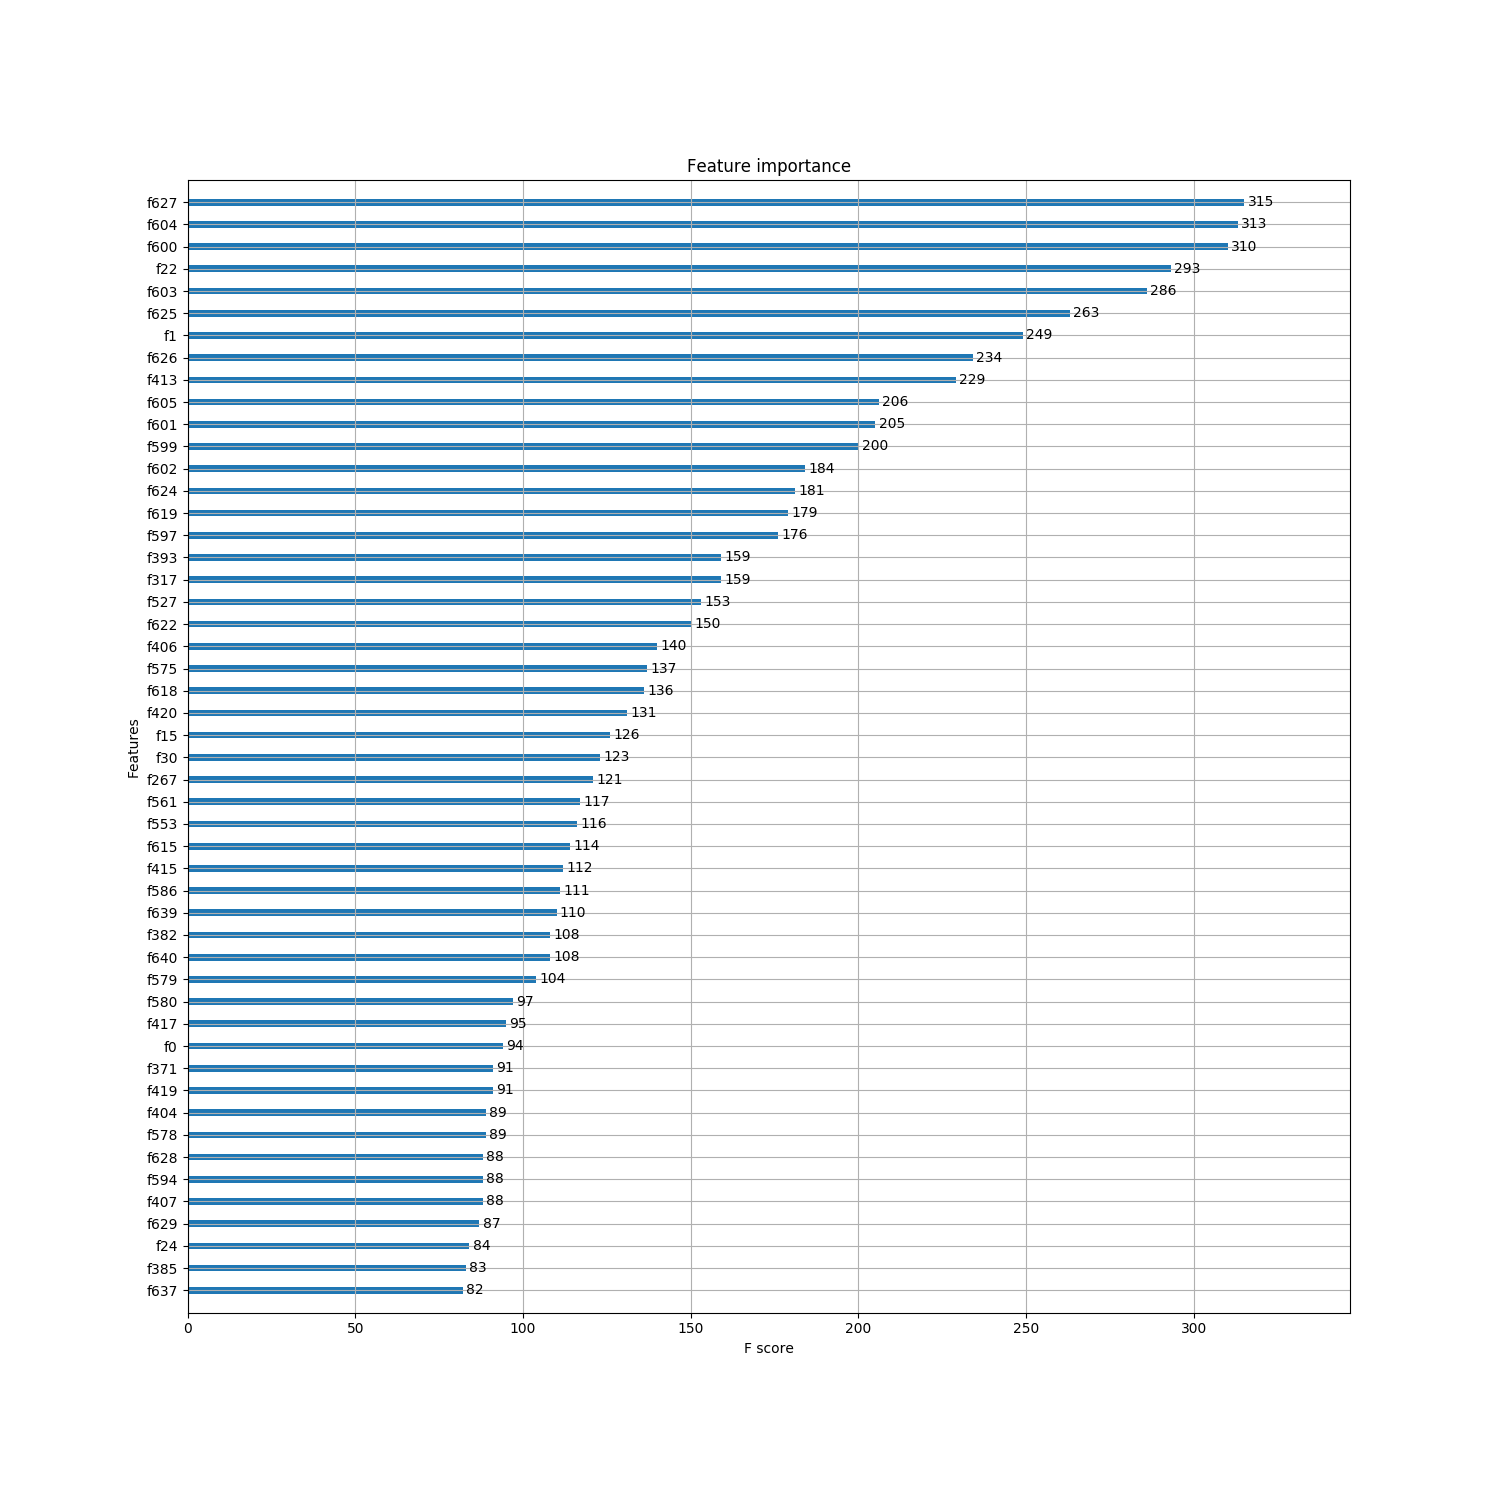 Feature importance
f627 315
f604 313
f600 310
f22 293
f603 286
f625 263
f1 249
f626 234
f413 229
f605 206
f601 205
f599 200
f602 184
f624 181
f619 179
f597 176
f393 159
f317 159
f527 153
f622 150
f406 140
f575 137
f618 136
f420 131
f15 126
f30 123
f267 121
f561 117
f553 116
f615 114
f415 112
f586 111
f639 110
f382 108
f640 108
f579 104
f580 97
f417 95
f0 94
f371 91
f419 91
f404 89
f578 89
f628 88
f594 88
f407 88
f629 87
f24 84
f385 83
f637 82
Features
0 50 100 150 200 250 300
F score